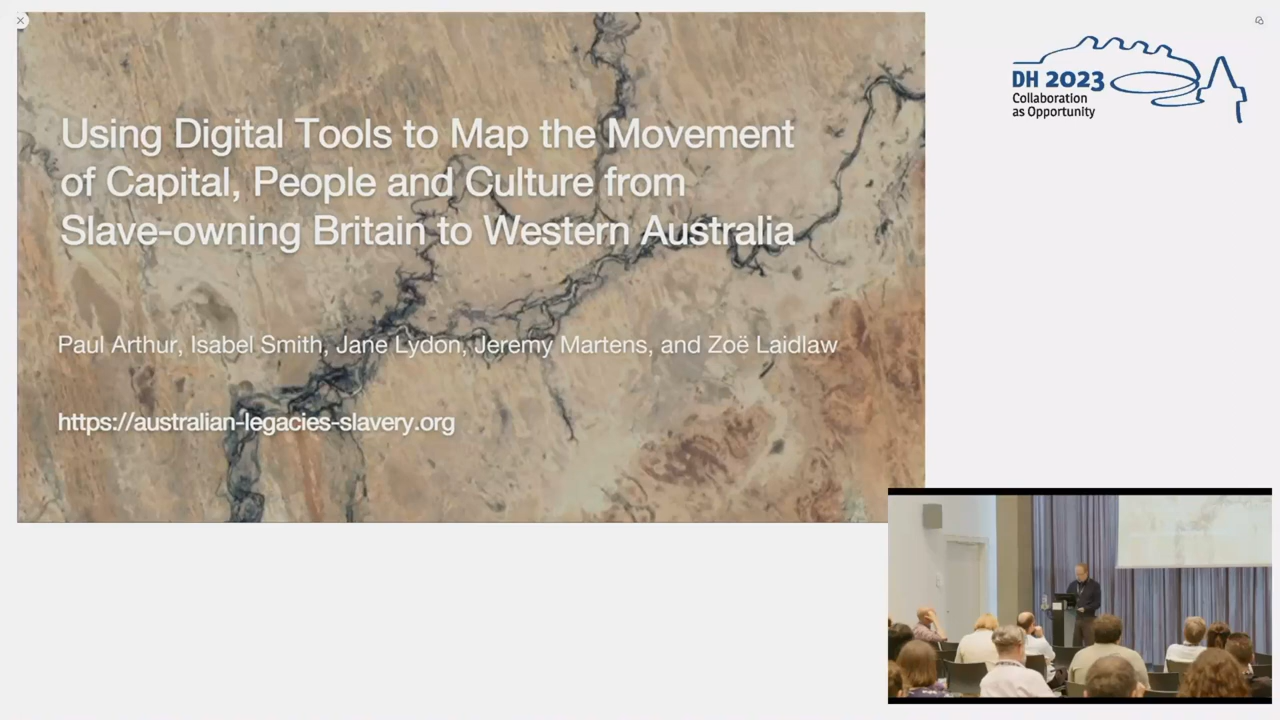 Using Digital Tools to Map the Movement
of Capital, People and Culture from
Slave-owning Britain to Western Australia
Paul Arthur, Isabel Smith, Jane Lydon, Jeremy Martens, and Zoë Laidlaw
https://australian-legacies-slavery.org
DH 2023
Collaboration
as Opportunity